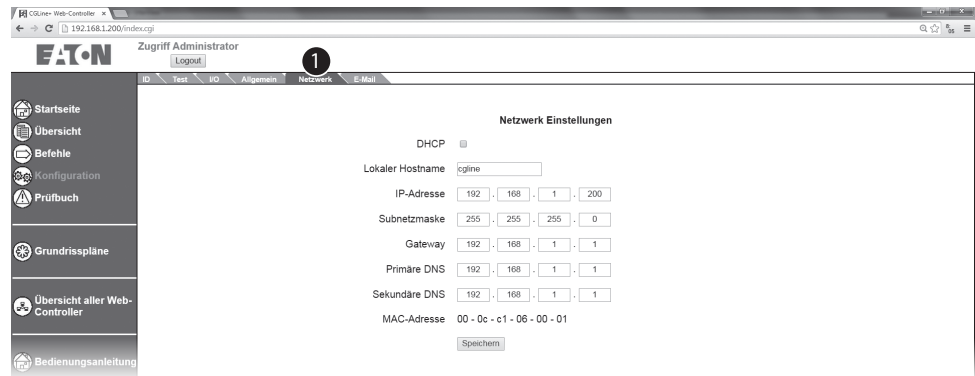 CGLine+ Web-Controller
192.168.1.200/index.cgi
EATON
Zugriff Administrator
Logout
1
ID Test I/O Allgemein Netzwerk E-Mail
Startseite
Übersicht
Befehle
Konfiguration
Prüfbuch
Grundrisspläne
Übersicht aller Web-
Controller
Bedienungsanleitung
Netzwerk Einstellungen
DHCP
Lokaler Hostname cgline
IP-Adresse 192 . 168 . 1 . 200
Subnetzmaske 255 . 255 . 255 . 0
Gateway 192 . 168 . 1 . 1
Primäre DNS 192 . 168 . 1 . 1
Sekundäre DNS 192 . 168 . 1 . 1
MAC-Adresse 00 - 0c - c1 - 06 - 00 - 01
Speichern